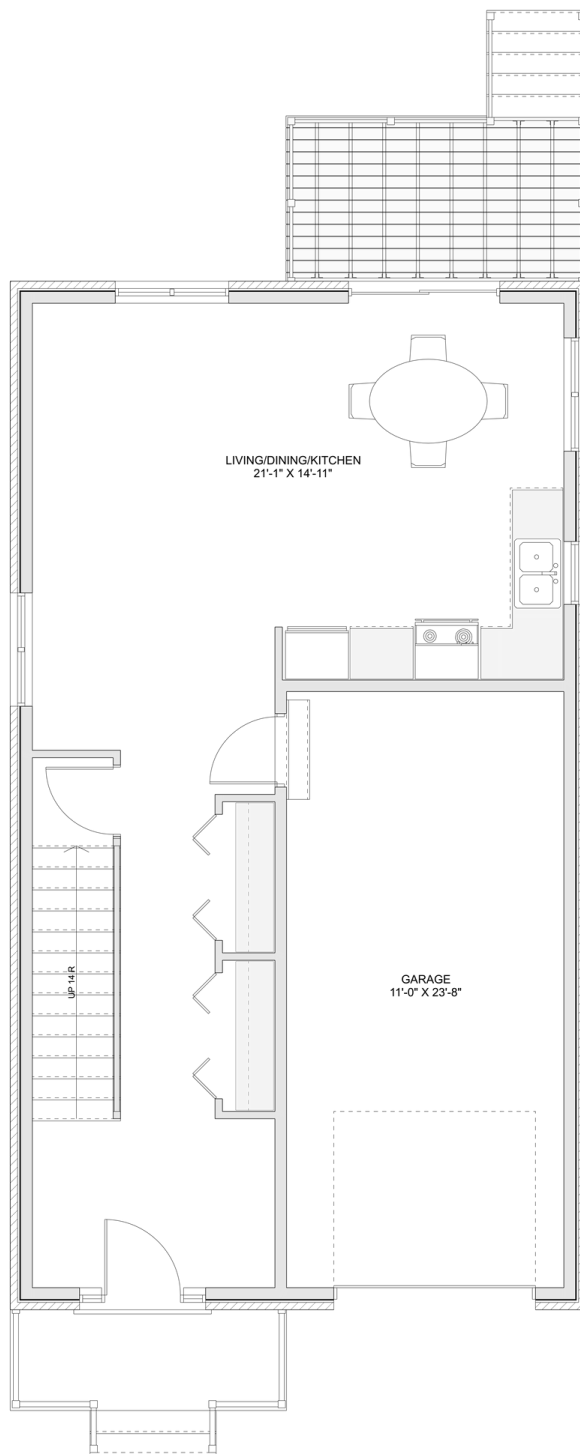 LIVING/DINING/KITCHEN
21'-1" X 14'-11"
UP 14 R
GARAGE
11'-0" X 23'-8"